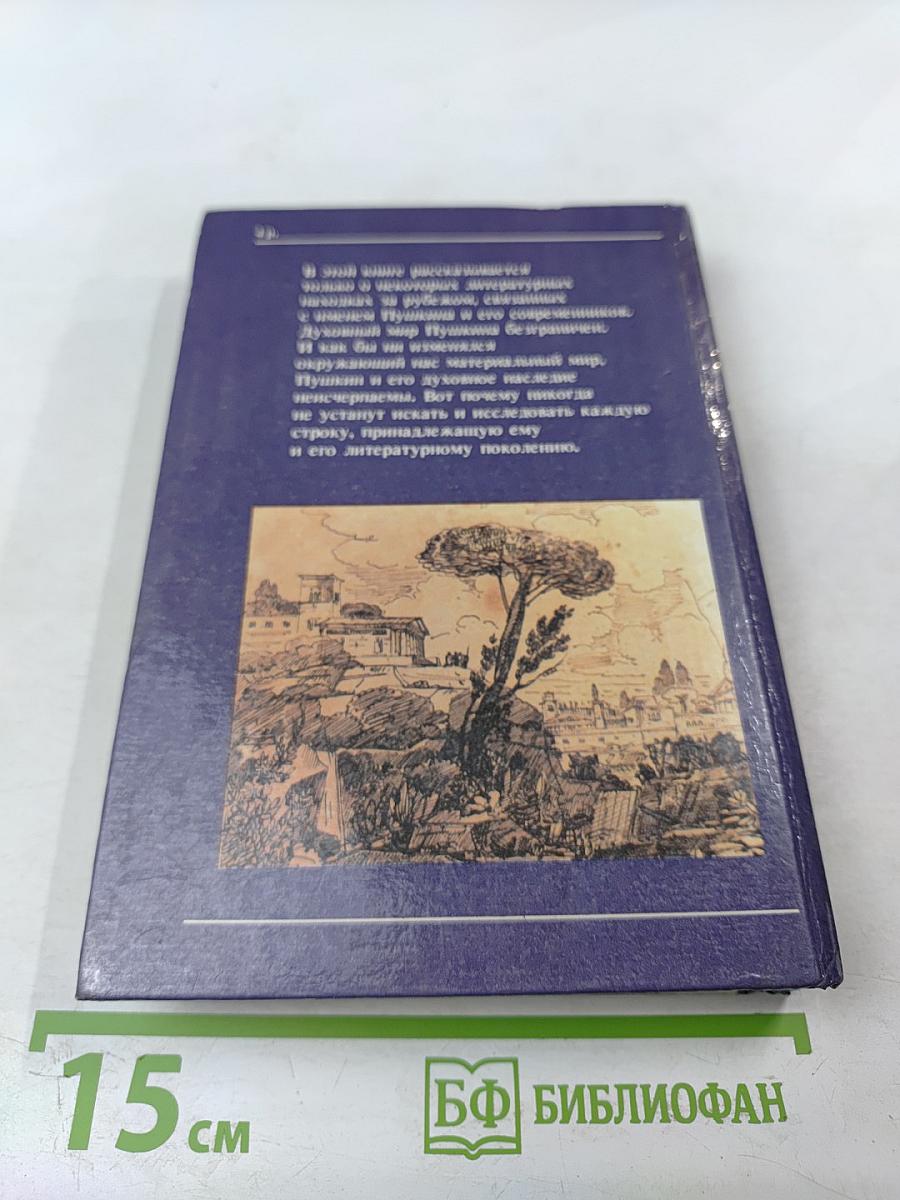 В этой книге рассказывается
только о некоторых литературных
находках за рубежом, связанных
с именем Пушкина и его современников.
Духовный мир Пушкина безграничен.
И как бы ни изменялся
окружающий нас материальный мир,
Пушкин и его духовное наследие
неисчерпаемы. Вот почему никогда
не устанут искать и исследовать каждую
строку, принадлежащую ему
и его литературному поколению.
15 см
БФ БИБЛИОФАН